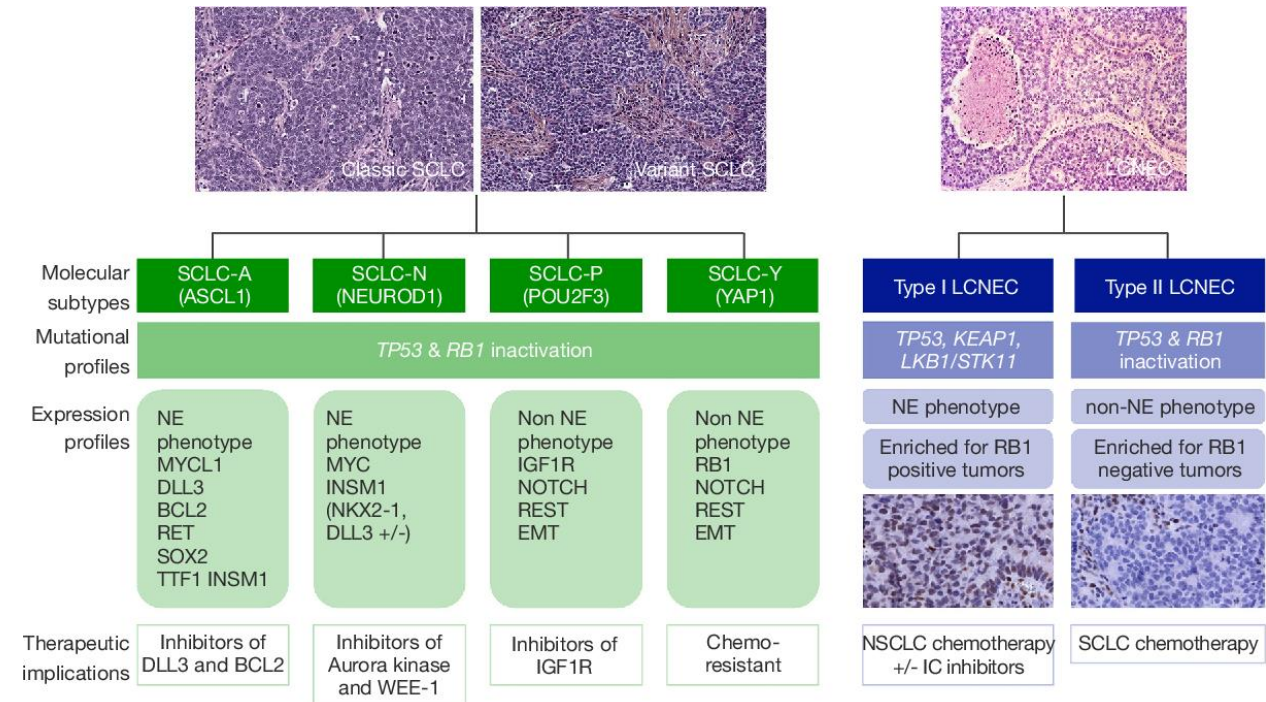 Classic SCLC
Variant SCLC
LCNEC
Molecular
subtypes
SCLC-A
(ASCL1)
SCLC-N
(NEUROD1)
SCLC-P
(POU2F3)
SCLC-Y
(YAP1)
Type I LCNEC
Type II LCNEC
Mutational
profiles
TP53 & RB1 inactivation
TP53, KEAP1,
LKB1/STK11
TP53 & RB1
inactivation
Expression
profiles
NE
phenotype
MYCL1
DLL3
BCL2
RET
SOX2
TTF1 INSM1
NE
phenotype
MYC
INSM1
(NKX2-1,
DLL3 +/-)
Non NE
phenotype
IGF1R
NOTCH
REST
EMT
Non NE
phenotype
RB1
NOTCH
REST
EMT
NE phenotype
Enriched for RB1
positive tumors
non-NE phenotype
Enriched for RB1
negative tumors
Therapeutic
implications
Inhibitors of
DLL3 and BCL2
Inhibitors of
Aurora kinase
and WEE-1
Inhibitors of
IGF1R
Chemo-
resistant
NSCLC chemotherapy
+/- IC inhibitors
SCLC chemotherapy